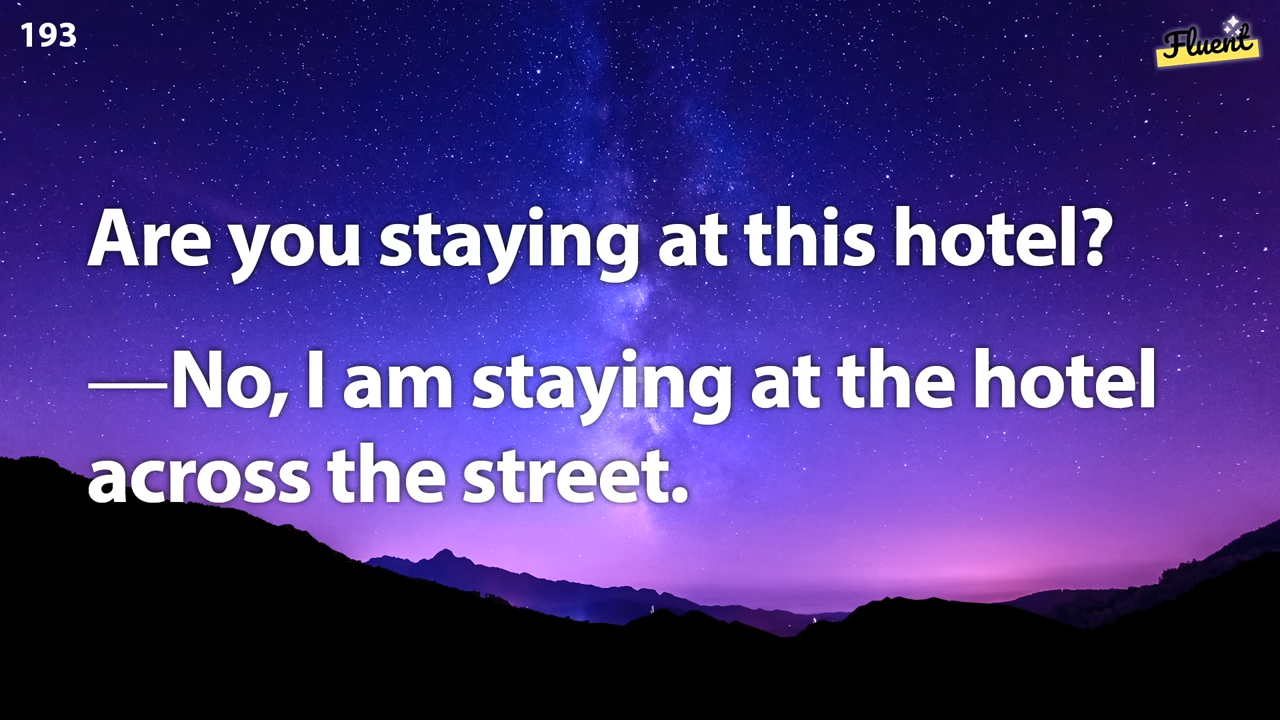 193
Fluent
Are you staying at this hotel?
—No, I am staying at the hotel
across the street.